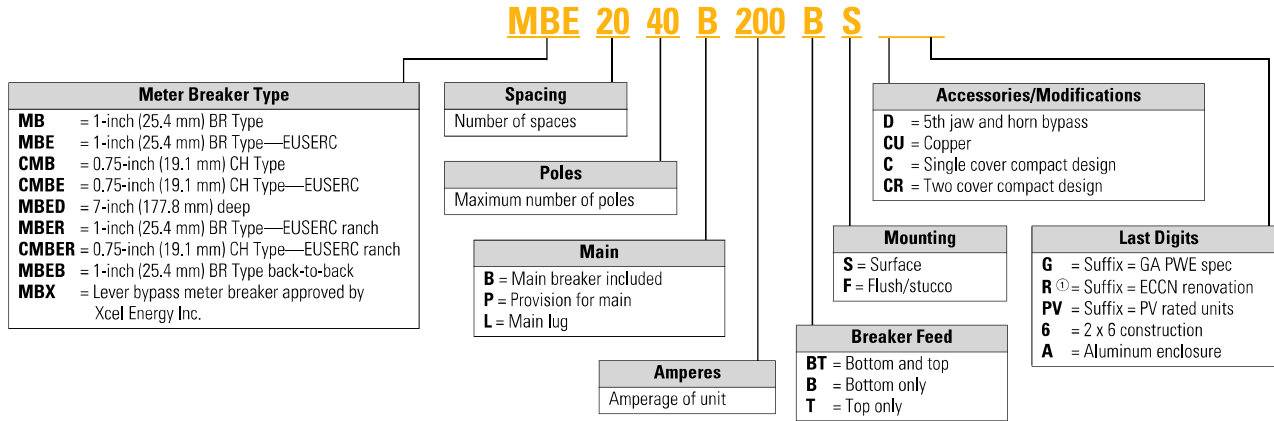 MBE 20 40 B 200 B S
Meter Breaker Type
MB = 1-inch (25.4 mm) BR Type
MBE = 1-inch (25.4 mm) BR Type—EUSERC
CMB = 0.75-inch (19.1 mm) CH Type
CMBE = 0.75-inch (19.1 mm) CH Type—EUSERC
MBED = 7-inch (177.8 mm) deep
MBER = 1-inch (25.4 mm) BR Type—EUSERC ranch
CMBER = 0.75-inch (19.1 mm) CH Type—EUSERC ranch
MBEB = 1-inch (25.4 mm) BR Type back-to-back
MBX = Lever bypass meter breaker approved by
Xcel Energy Inc.
Spacing
Number of spaces
Poles
Maximum number of poles
Main
B = Main breaker included
P = Provision for main
L = Main lug
Amperes
Amperage of unit
Breaker Feed
BT = Bottom and top
B = Bottom only
T = Top only
Mounting
S = Surface
F = Flush/stucco
Accessories/Modifications
D = 5th jaw and horn bypass
CU = Copper
C = Single cover compact design
CR = Two cover compact design
Last Digits
G = Suffix = GA PWE spec
R ① = Suffix = ECCN renovation
PV = Suffix = PV rated units
6 = 2 x 6 construction
A = Aluminum enclosure